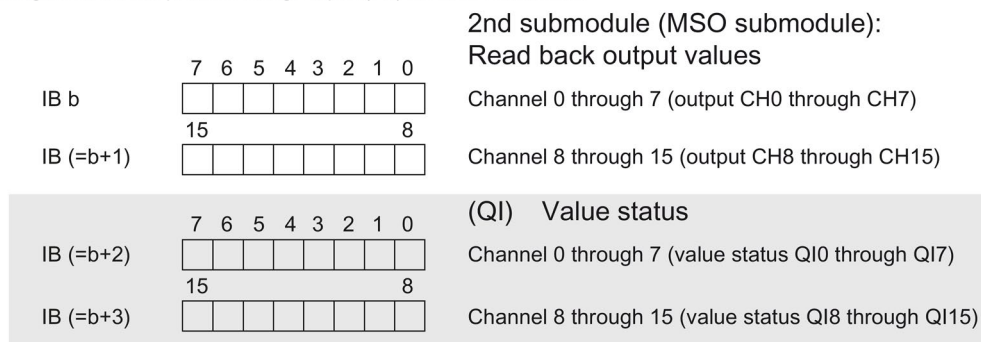 2nd submodule (MSO submodule):
Read back output values
7 6 5 4 3 2 1 0
IB b Channel 0 through 7 (output CH0 through CH7)
15 8
IB (=b+1) Channel 8 through 15 (output CH8 through CH15)
(QI) Value status
7 6 5 4 3 2 1 0
IB (=b+2) Channel 0 through 7 (value status QI0 through QI7)
15 8
IB (=b+3) Channel 8 through 15 (value status QI8 through QI15)